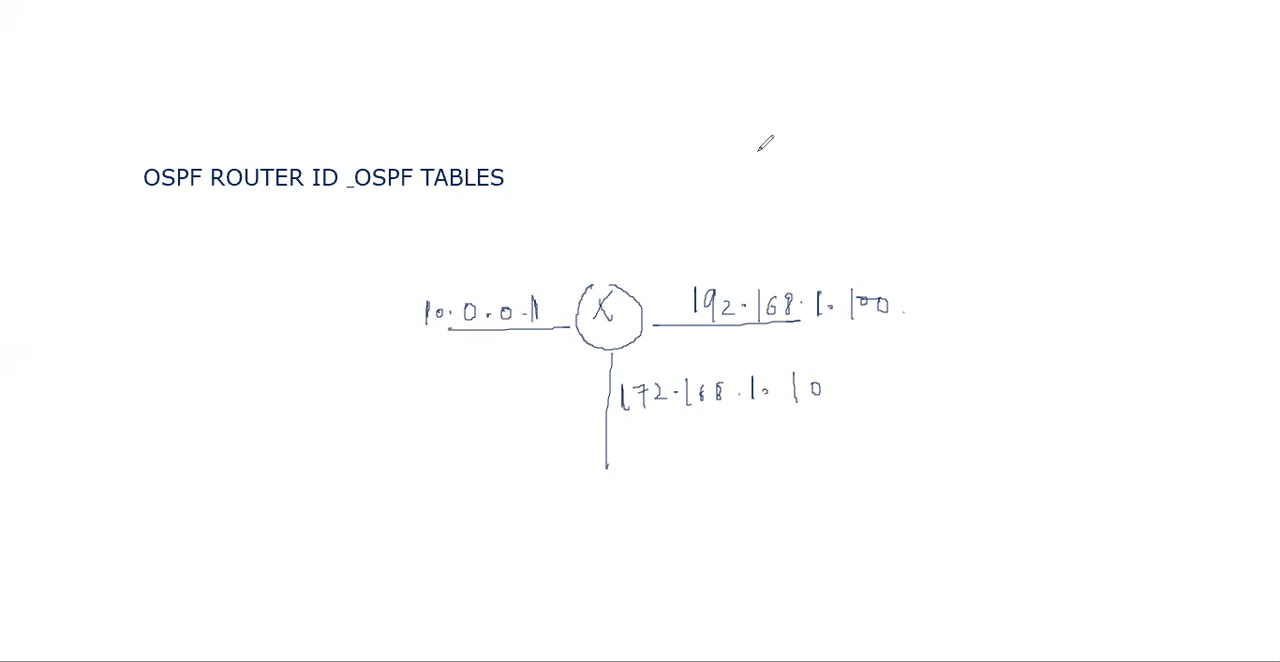 OSPF ROUTER ID _OSPF TABLES
10.0.0.1 X 192.168.1.100.
172.168.1.10